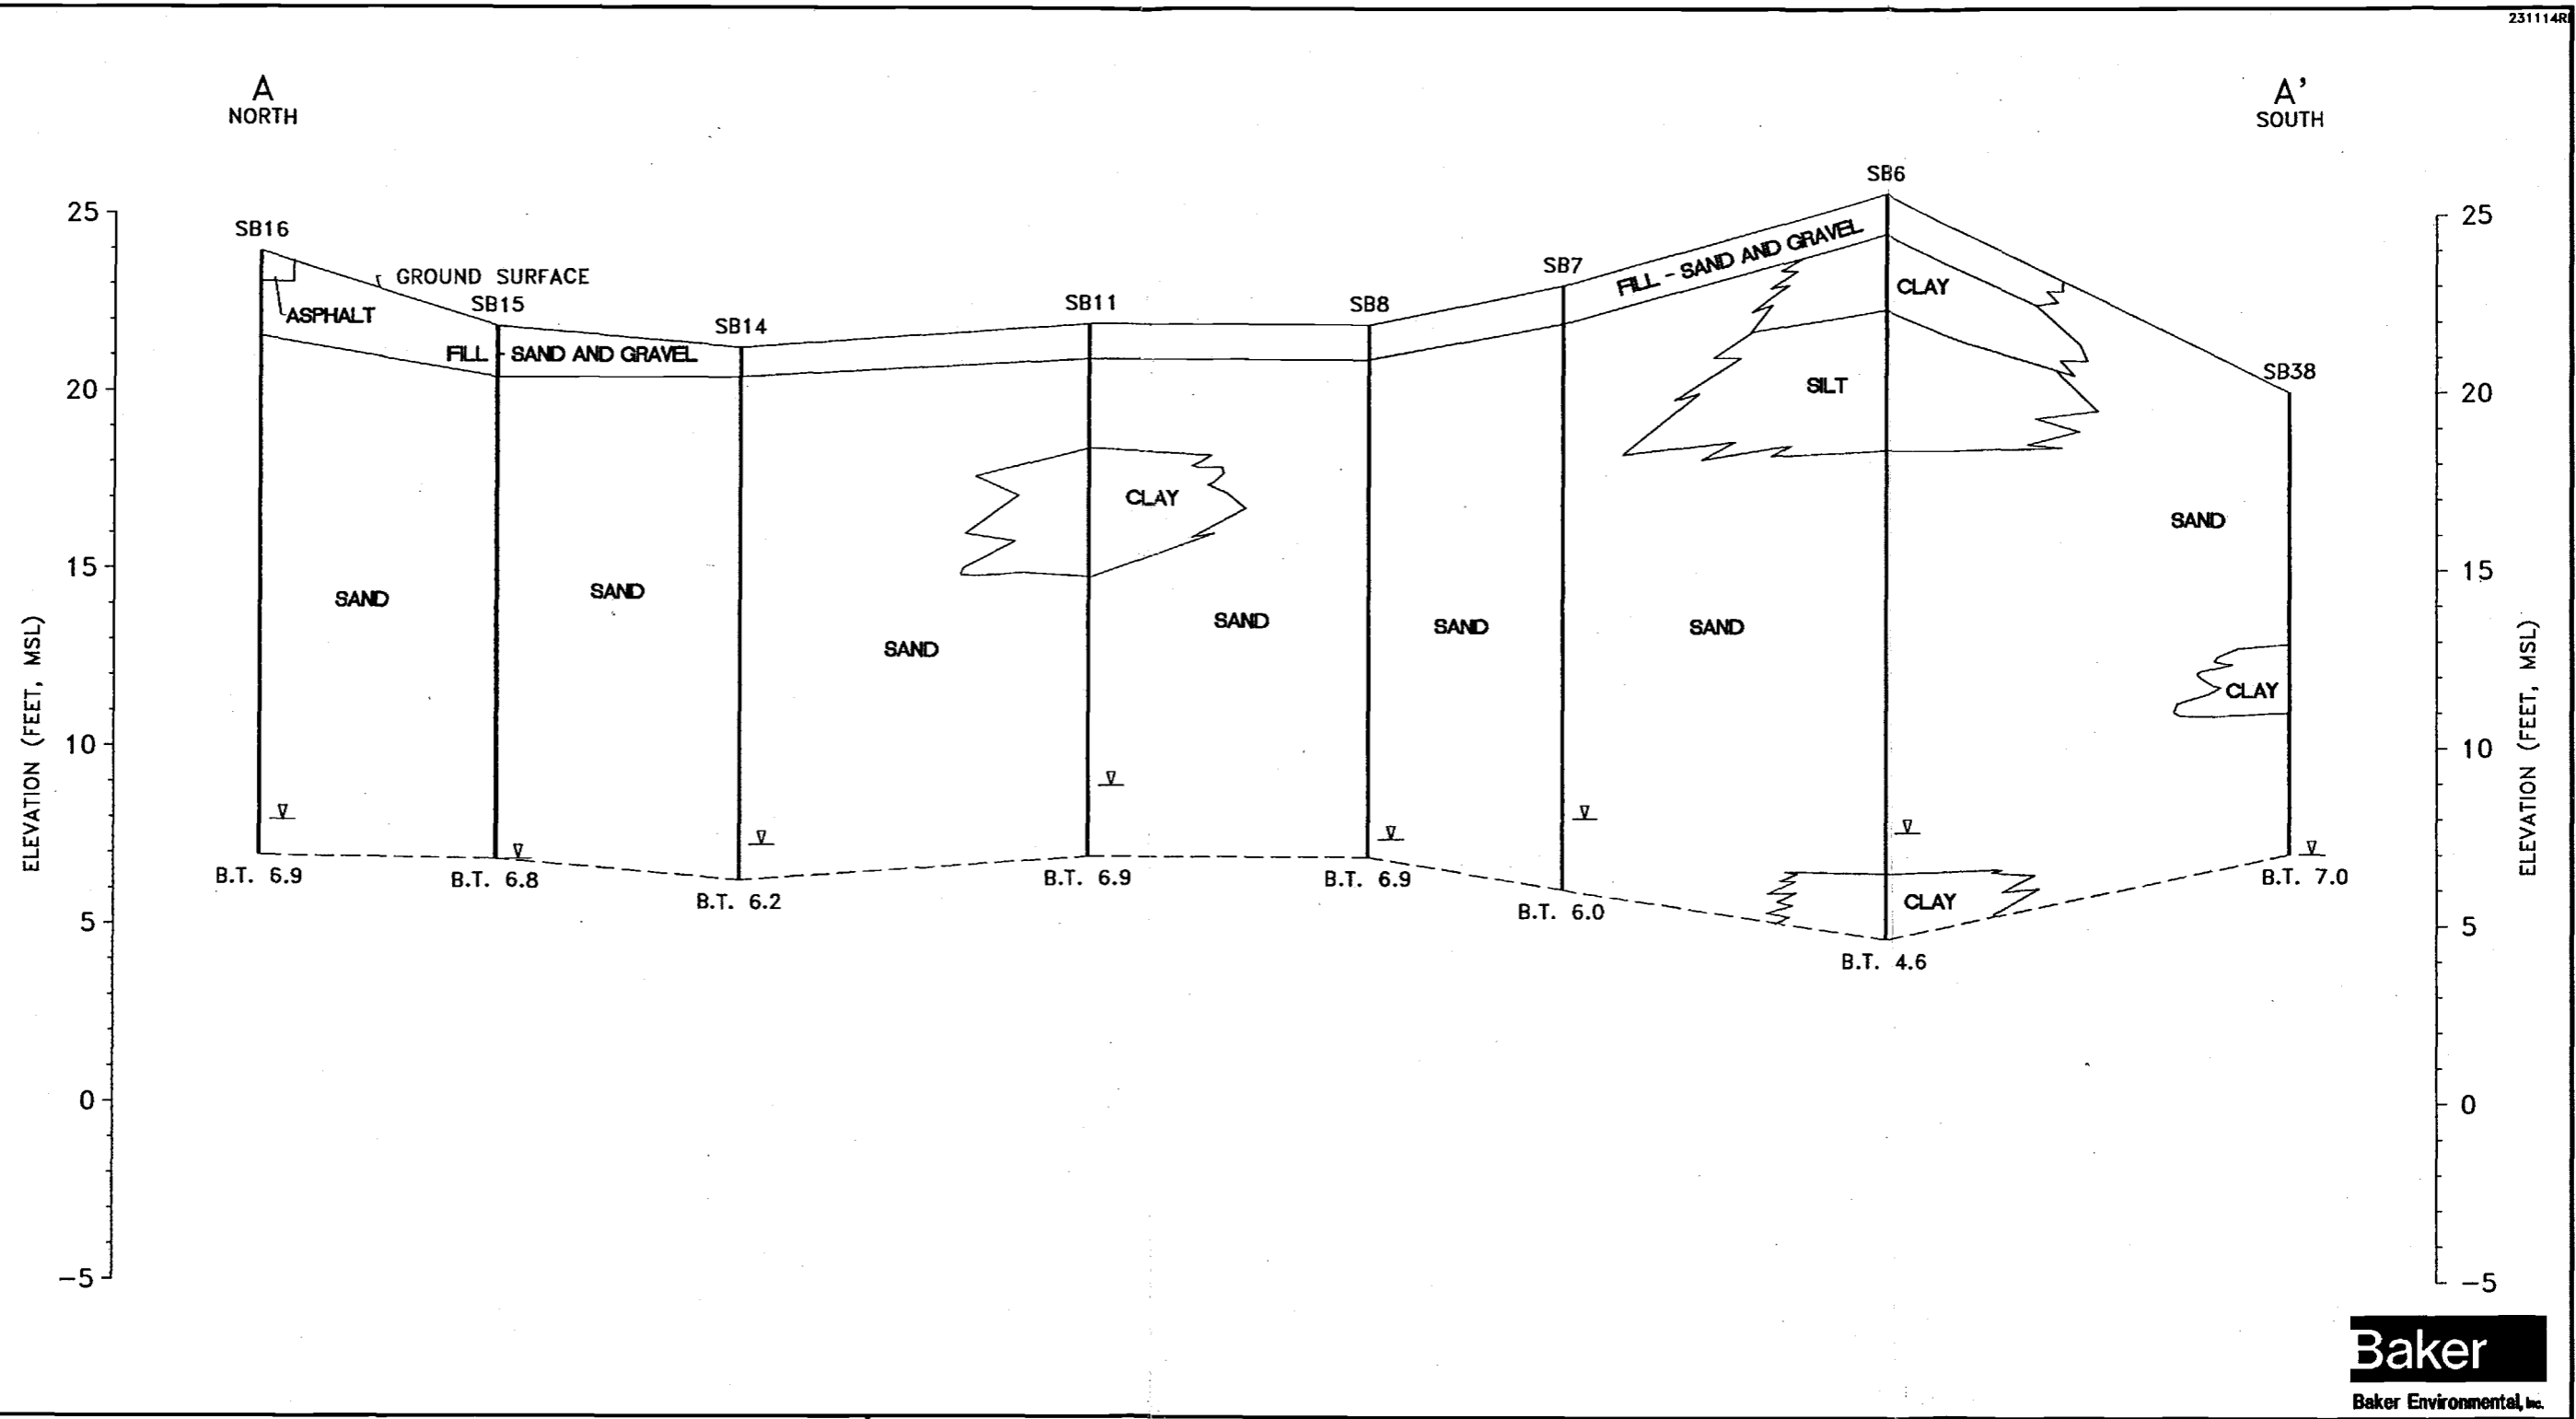 231114R
A
NORTH
A'
SOUTH
SB6
25
25
SB16
FILL - SAND AND GRAVEL
SB7
GROUND SURFACE
CLAY
SB15
SB11
SB8
ASPHALT
SB14
FILL - SAND AND GRAVEL
SB38
20
SILT
20
CLAY
SAND
15
15
SAND
SAND
SAND
SAND
SAND
SAND
CLAY
ELEVATION (FEET, MSL)
ELEVATION (FEET, MSL)
10
10
B.T. 6.9
B.T. 6.8
B.T. 6.9
B.T. 6.9
B.T. 7.0
B.T. 6.2
CLAY
B.T. 6.0
5
5
B.T. 4.6
0
0
-5
-5
Baker
Baker Environmental, Inc.